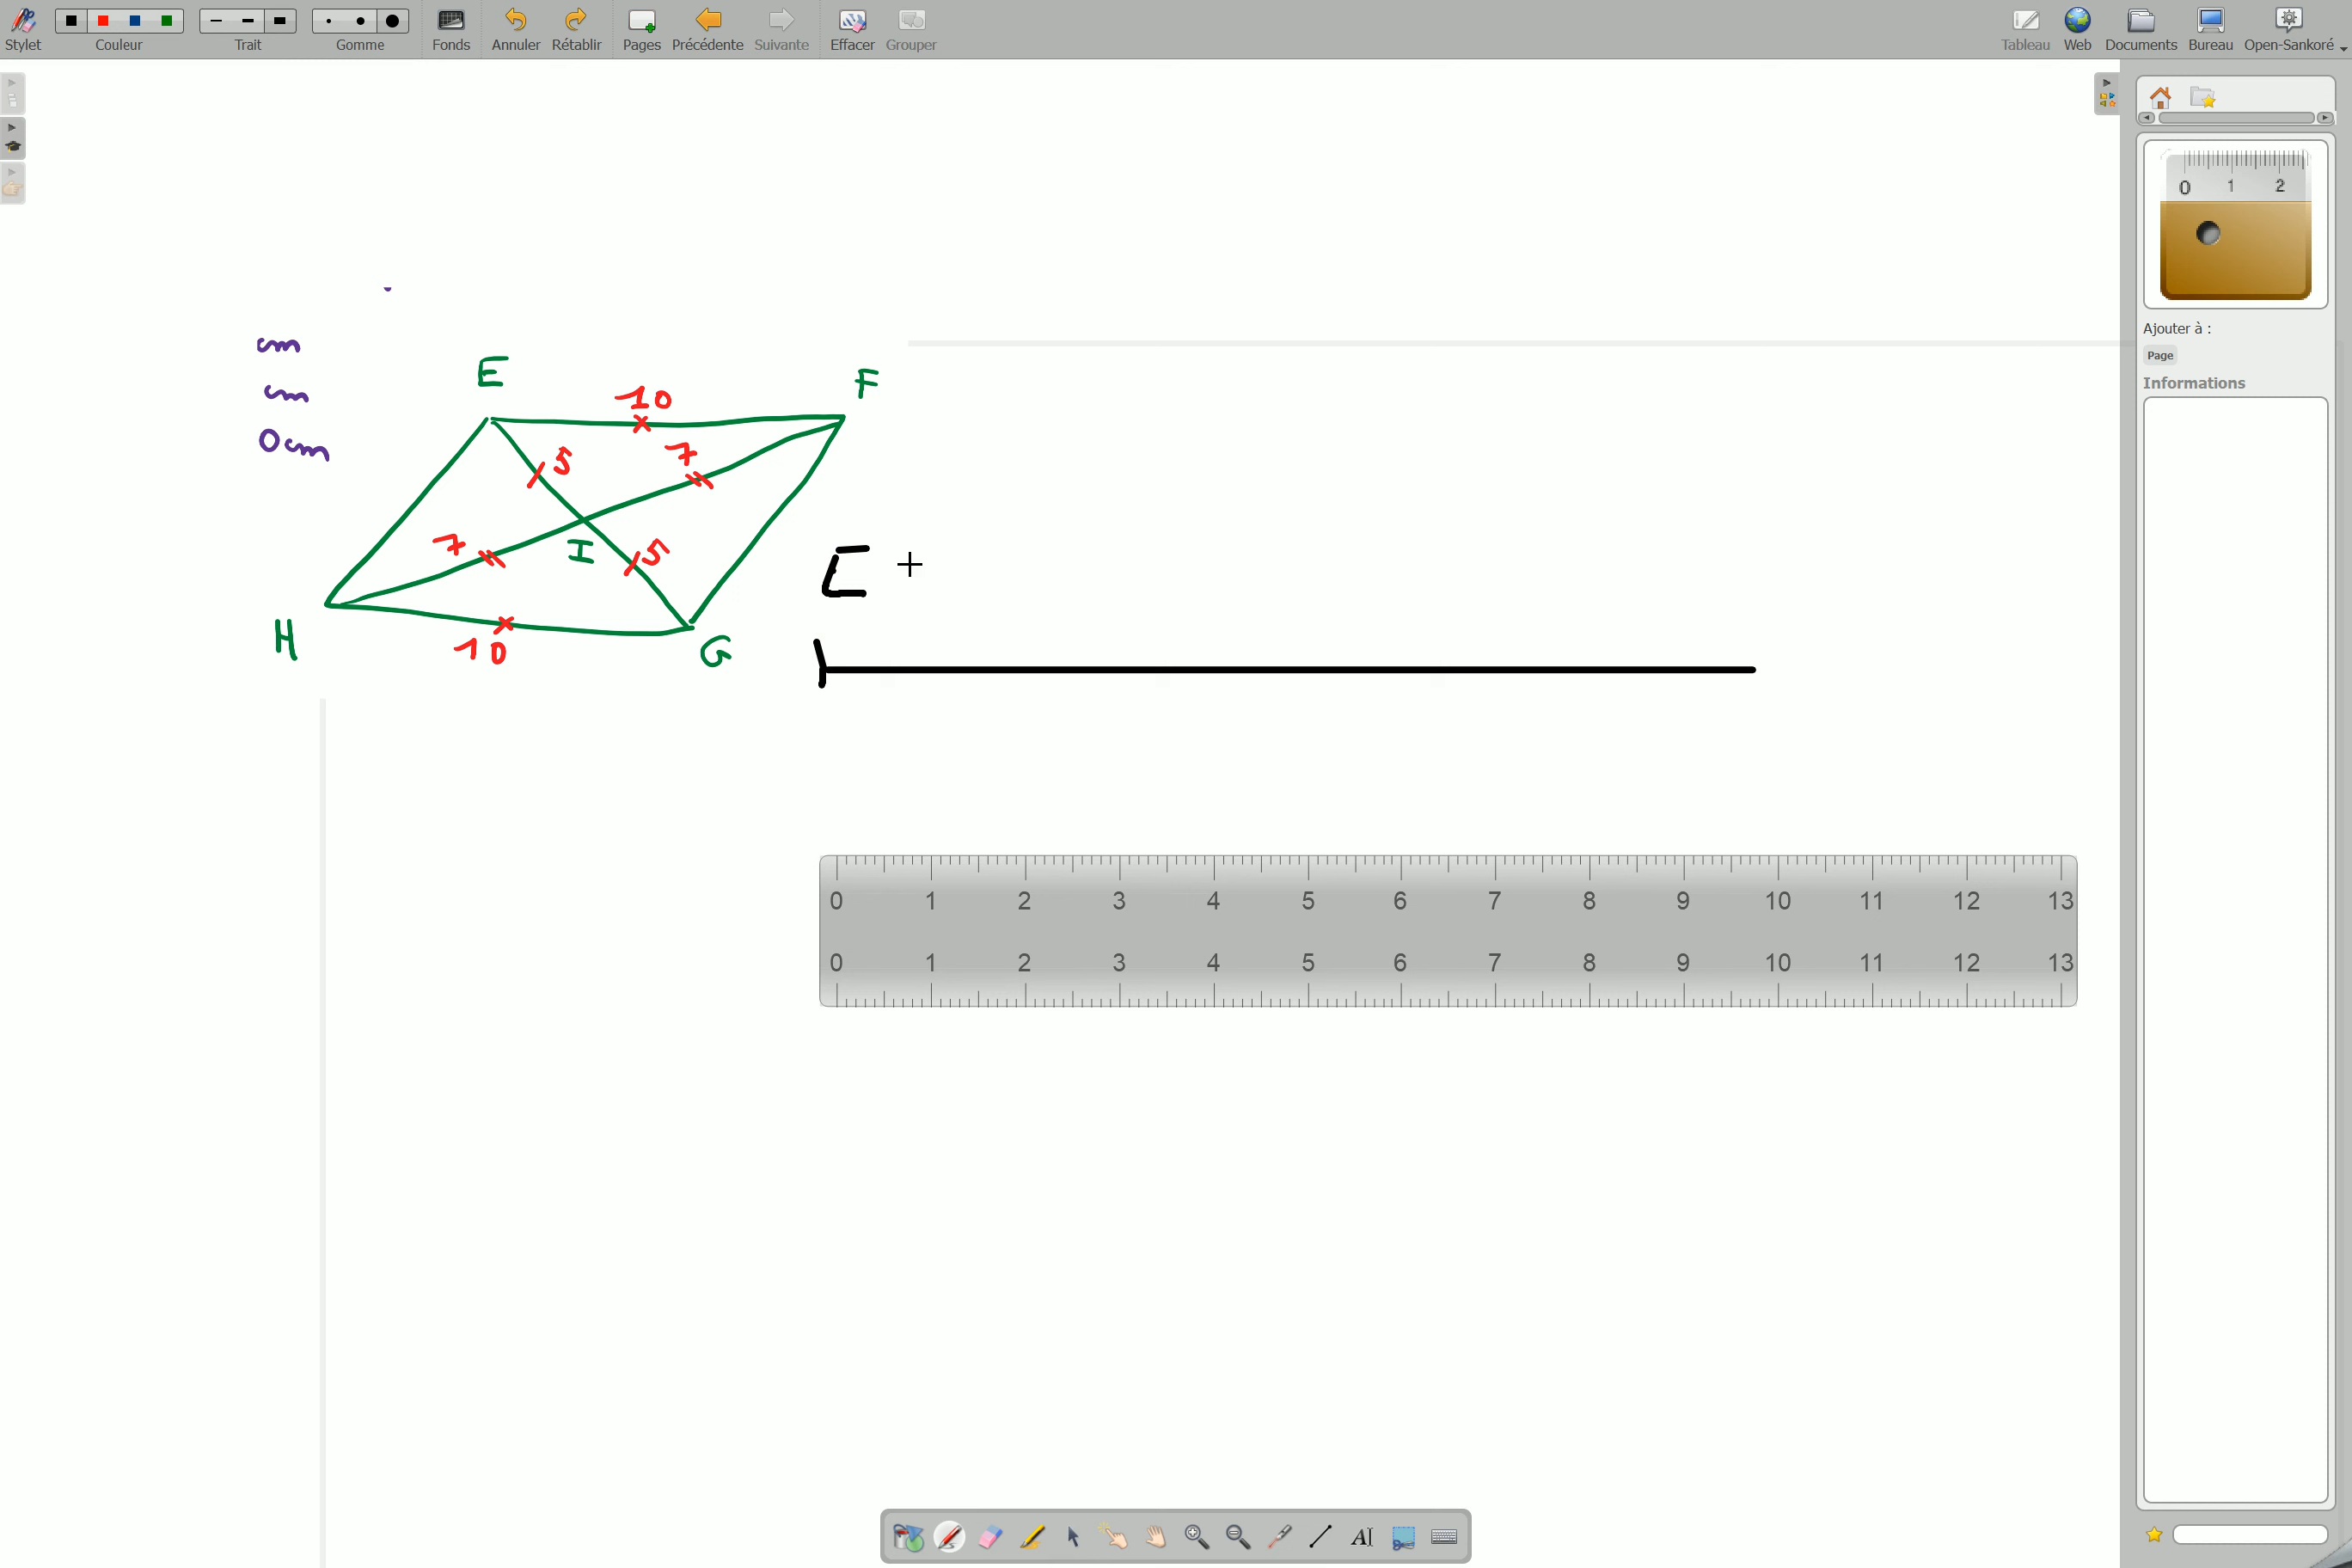 Stylet Couleur Trait Gomme Fonds Annuler Rétablir Pages Précédente Suivante Effacer Grouper Tableau Web Documents Bureau Open-Sankoré
0 1 2
Ajouter à :
Page
Informations
cm
cm
0cm
E
F
10
5
7
7
I
5
H
10
G
E
0 1 2 3 4 5 6 7 8 9 10 11 12 13
0 1 2 3 4 5 6 7 8 9 10 11 12 13